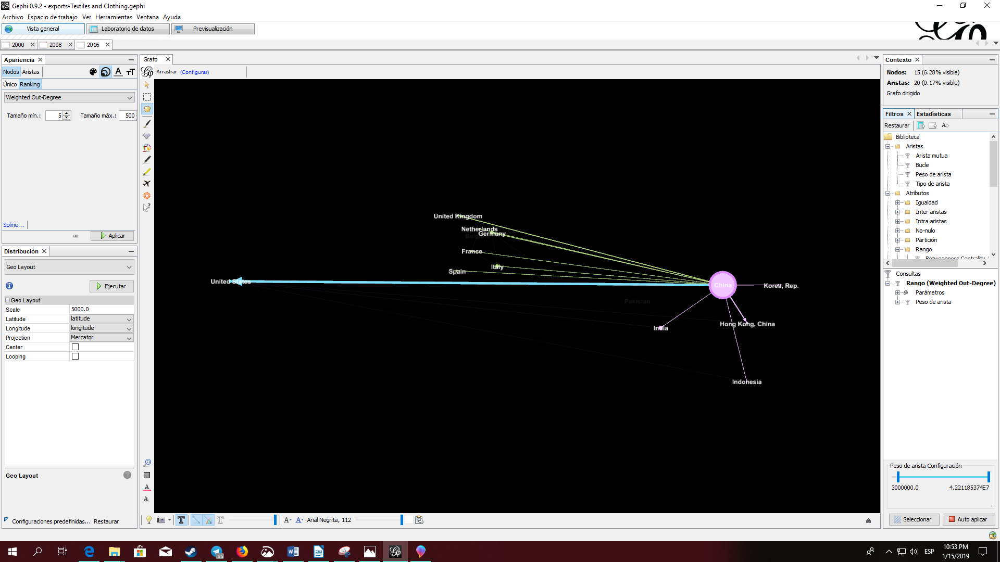 Gephi 0.9.2 - exports-Textiles and Clothing.gephi
Archivo Espacio de trabajo Ver Herramientas Ventana Ayuda
Vista general Laboratorio de datos Previsualización
2000 2008 2016
Apariencia
Nodos Aristas
Único Ranking
Weighted Out-Degree
Tamaño mín.: 5 Tamaño máx.: 500
Spline...
Aplicar
Distribución
Geo Layout
Ejecutar
Geo Layout
Scale 5000.0
Latitude latitude
Longitude longitude
Projection Mercator
Center
Looping
Geo Layout
Configuraciones predefinidas... Restaurar
Grafo
Arrastrar (Configurar)
United Kingdom
Netherlands
Germany
France
Italy
Spain
United States
China
Korea, Rep.
Pakistan
India
Hong Kong, China
Indonesia
Arial Negrita, 112
Contexto
Nodos: 15 (6.28% visible)
Aristas: 20 (0.17% visible)
Grafo dirigido
Filtros Estadísticas
Restaurar
Biblioteca
Aristas
Arista mutua
Bucle
Peso de arista
Tipo de arista
Atributos
Igualdad
Inter aristas
Intra aristas
No-nulo
Partición
Rango
Betweenness Centrality
Consultas
Rango (Weighted Out-Degree)
Parámetros
Peso de arista
Peso de arista Configuración
3000000.0 4.221185374E7
Seleccionar Auto aplicar
ESP
10:53 PM
1/15/2019